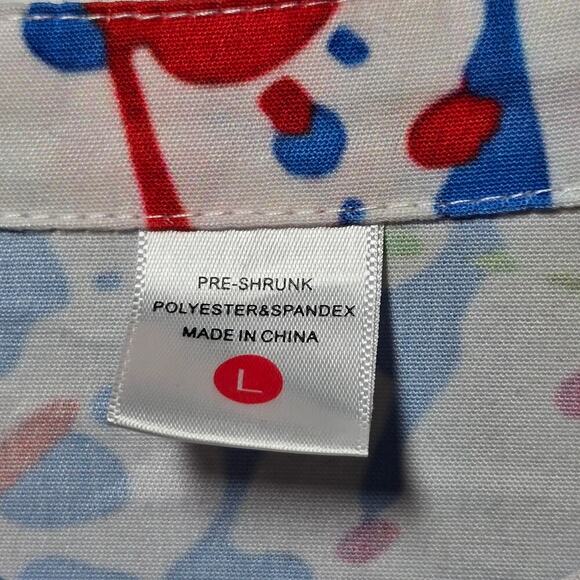 PRE-SHRUNK
POLYESTER&SPANDEX
MADE IN CHINA
L